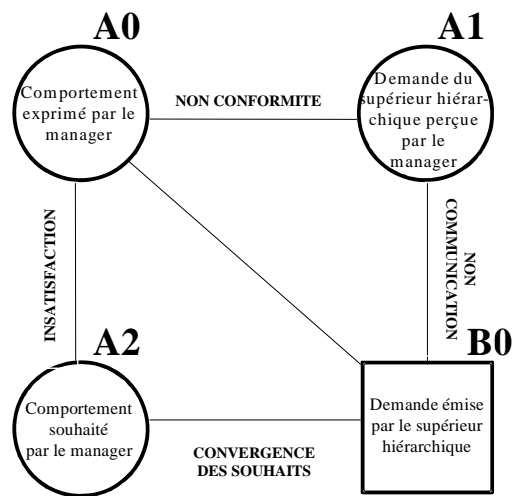 A0
A1
Comportement
exprimé par le
manager
NON CONFORMITE
Demande du
supérieur hiérar-
chique perçue
par le
manager
INSATISFACTION
NON
COMMUNICATION
A2
B0
Comportement
souhaité
par le manager
CONVERGENCE
DES SOUHAITS
Demande émise
par le supérieur
hiérarchique